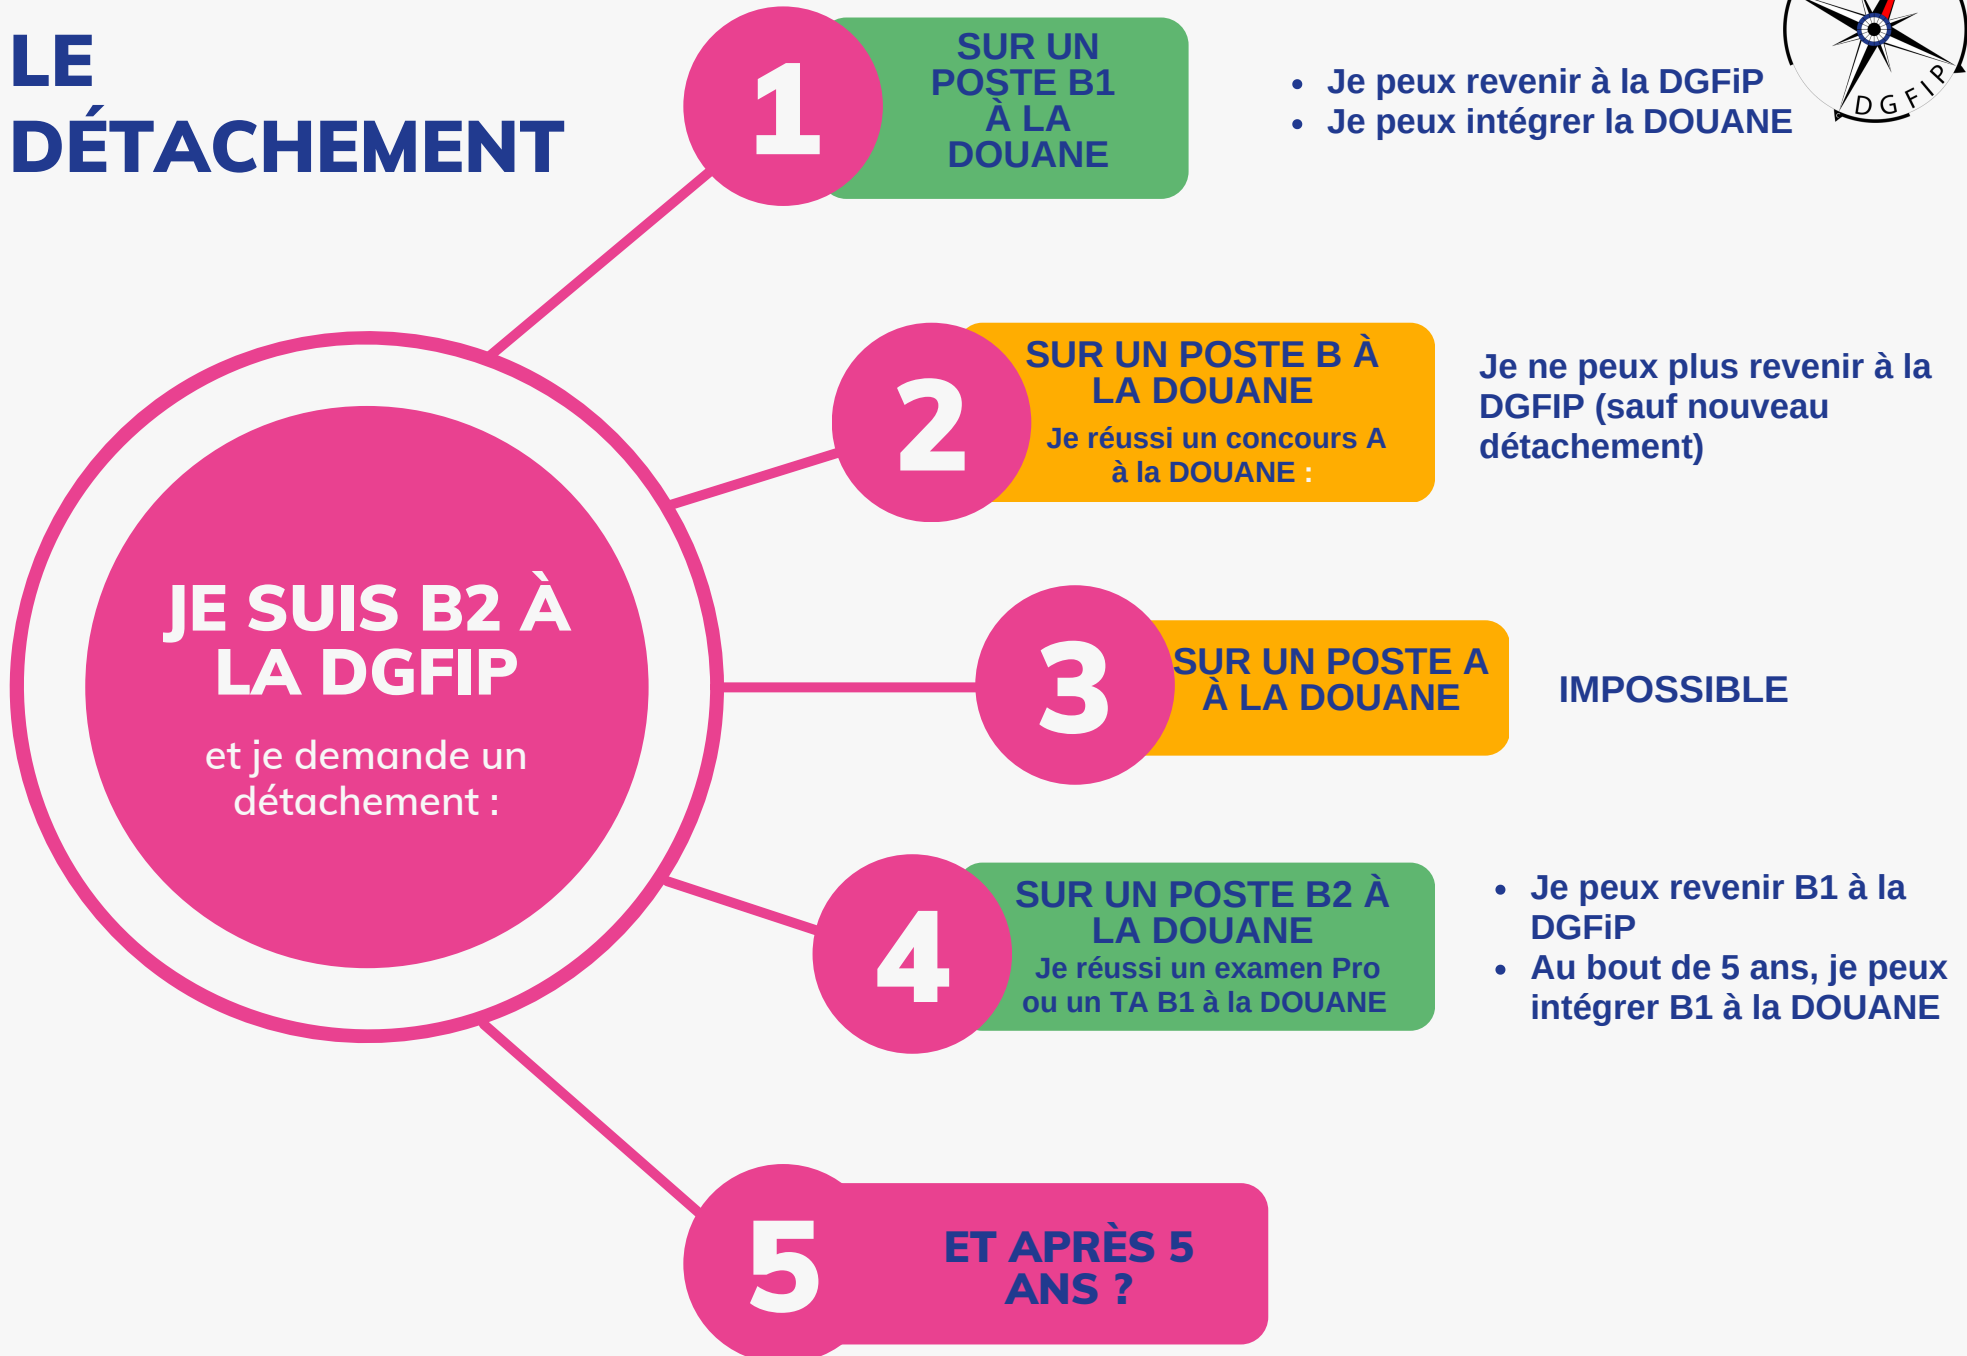 LE
DÉTACHEMENT
1
SUR UN
POSTE B1
À LA
DOUANE
• Je peux revenir à la DGFiP
• Je peux intégrer la DOUANE
DGFIP
2
SUR UN POSTE B À
LA DOUANE
Je réussi un concours A
à la DOUANE :
Je ne peux plus revenir à la
DGFIP (sauf nouveau
détachement)
JE SUIS B2 À
LA DGFIP
et je demande un
détachement :
3
SUR UN POSTE A
À LA DOUANE
IMPOSSIBLE
4
SUR UN POSTE B2 À
LA DOUANE
Je réussi un examen Pro
ou un TA B1 à la DOUANE
• Je peux revenir B1 à la
DGFiP
• Au bout de 5 ans, je peux
intégrer B1 à la DOUANE
5
ET APRÈS 5
ANS ?